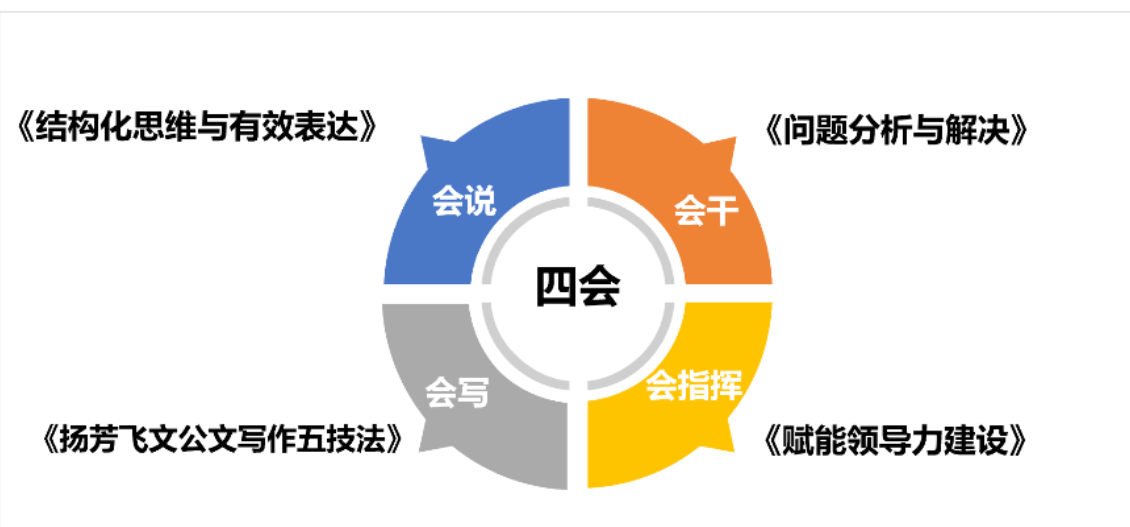 《结构化思维与有效表达》
《问题分析与解决》
会说
会干
四会
会写
会指挥
《扬芳飞文公文写作五技法》
《赋能领导力建设》